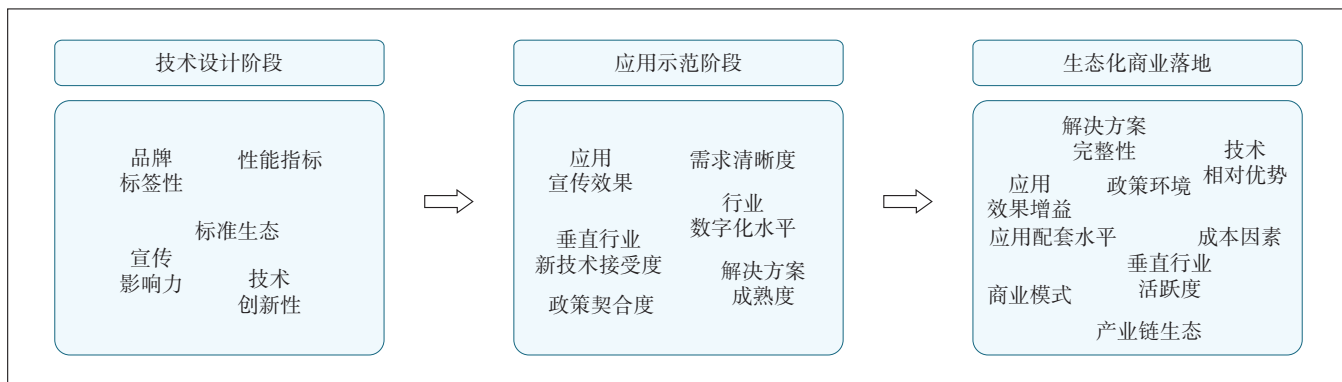 技术设计阶段
品牌
标签性
性能指标
标准生态
宣传
影响力
技术
创新性
应用示范阶段
应用
宣传效果
需求清晰度
行业
数字化水平
垂直行业
新技术接受度
解决方案
成熟度
政策契合度
生态化商业落地
解决方案
完整性
技术
相对优势
应用
效果增益
政策环境
应用配套水平
成本因素
垂直行业
活跃度
商业模式
产业链生态